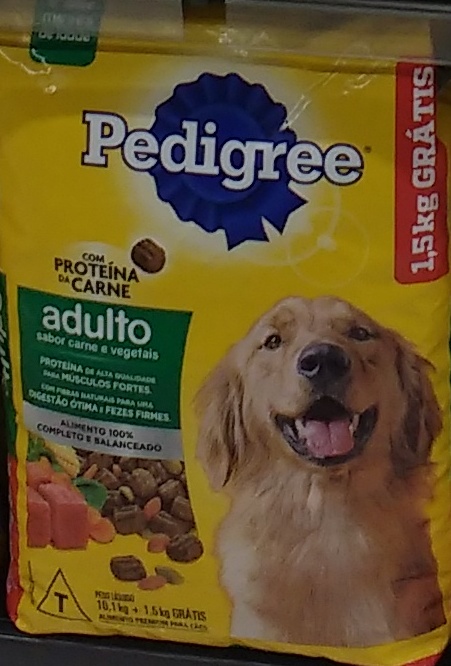 de idade
Pedigree®
1,5kg GRÁTIS
COM
PROTEÍNA
DA CARNE
adulto
sabor carne e vegetais
PROTEÍNA DE ALTA QUALIDADE
PARA MÚSCULOS FORTES.
COM FIBRAS NATURAIS PARA UMA
DIGESTÃO ÓTIMA E FEZES FIRMES.
ALIMENTO 100%
COMPLETO E BALANCEADO
T
PESO LÍQUIDO
10,1kg + 1,5kg GRÁTIS
ALIMENTO PREMIUM PARA CÃES